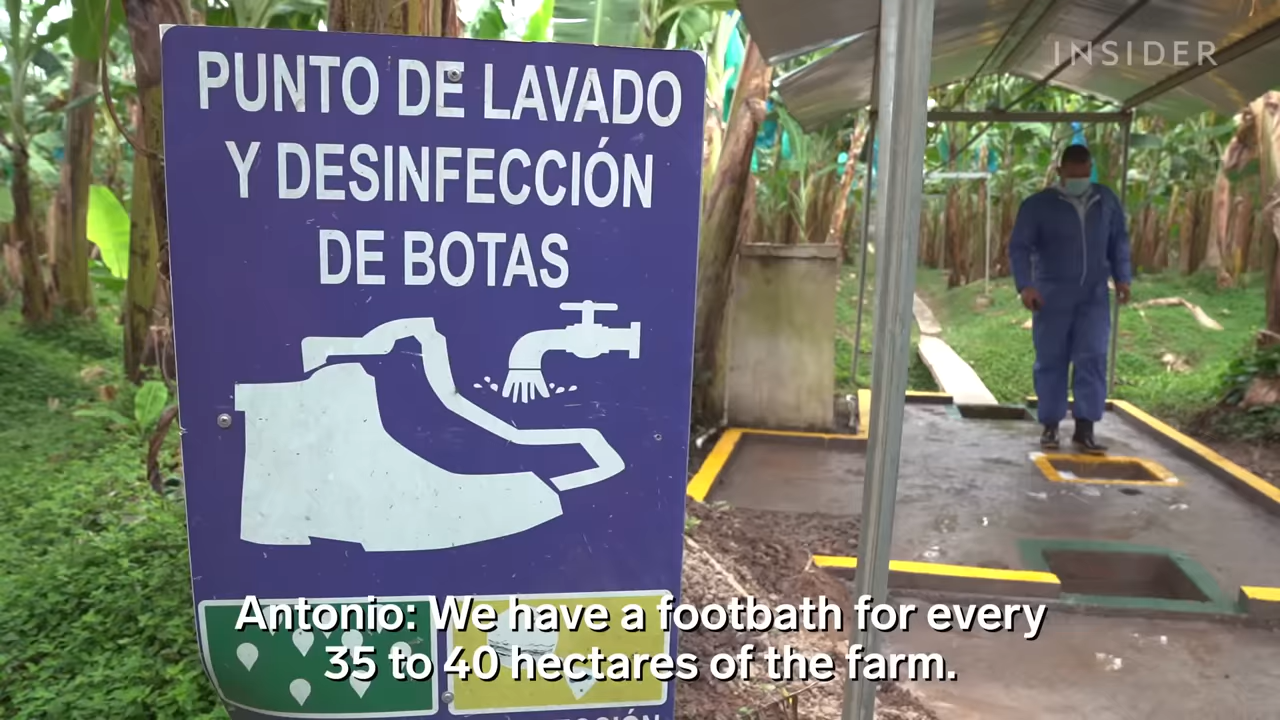 INSIDER
PUNTO DE LAVADO
Y DESINFECCIÓN
DE BOTAS
Antonio: We have a footbath for every
35 to 40 hectares of the farm.